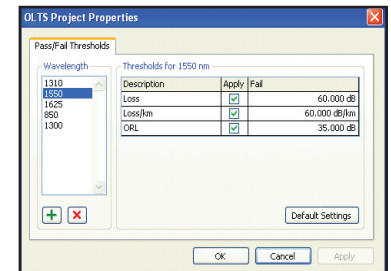 OLTS Project Properties
Pass/Fail Thresholds
Wavelength
1310
1550
1625
850
1300
Thresholds for 1550 nm
Description Apply Fail
Loss 60.000 dB
Loss/km 60.000 dB/km
ORL 35.000 dB
Default Settings
OK Cancel Apply